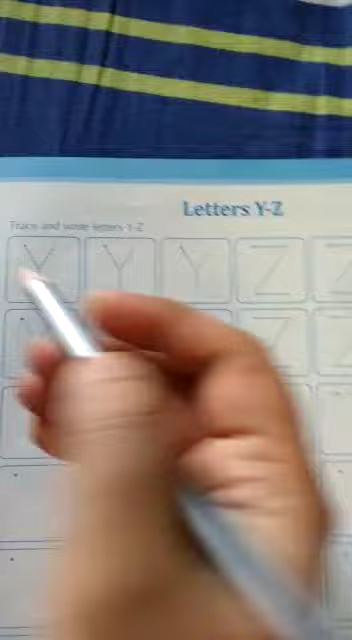 Letters Y-Z
Trace and write letters Y-Z
Y Y Y Z Z
Z Z